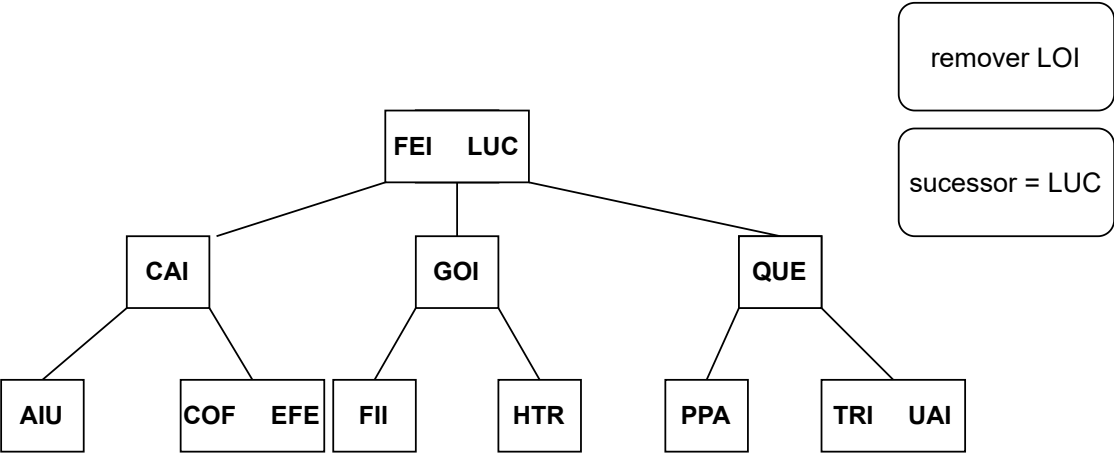 remover LOI
sucessor = LUC
FEI LUC
CAI
GOI
QUE
AIU
COF EFE
FII
HTR
PPA
TRI UAI